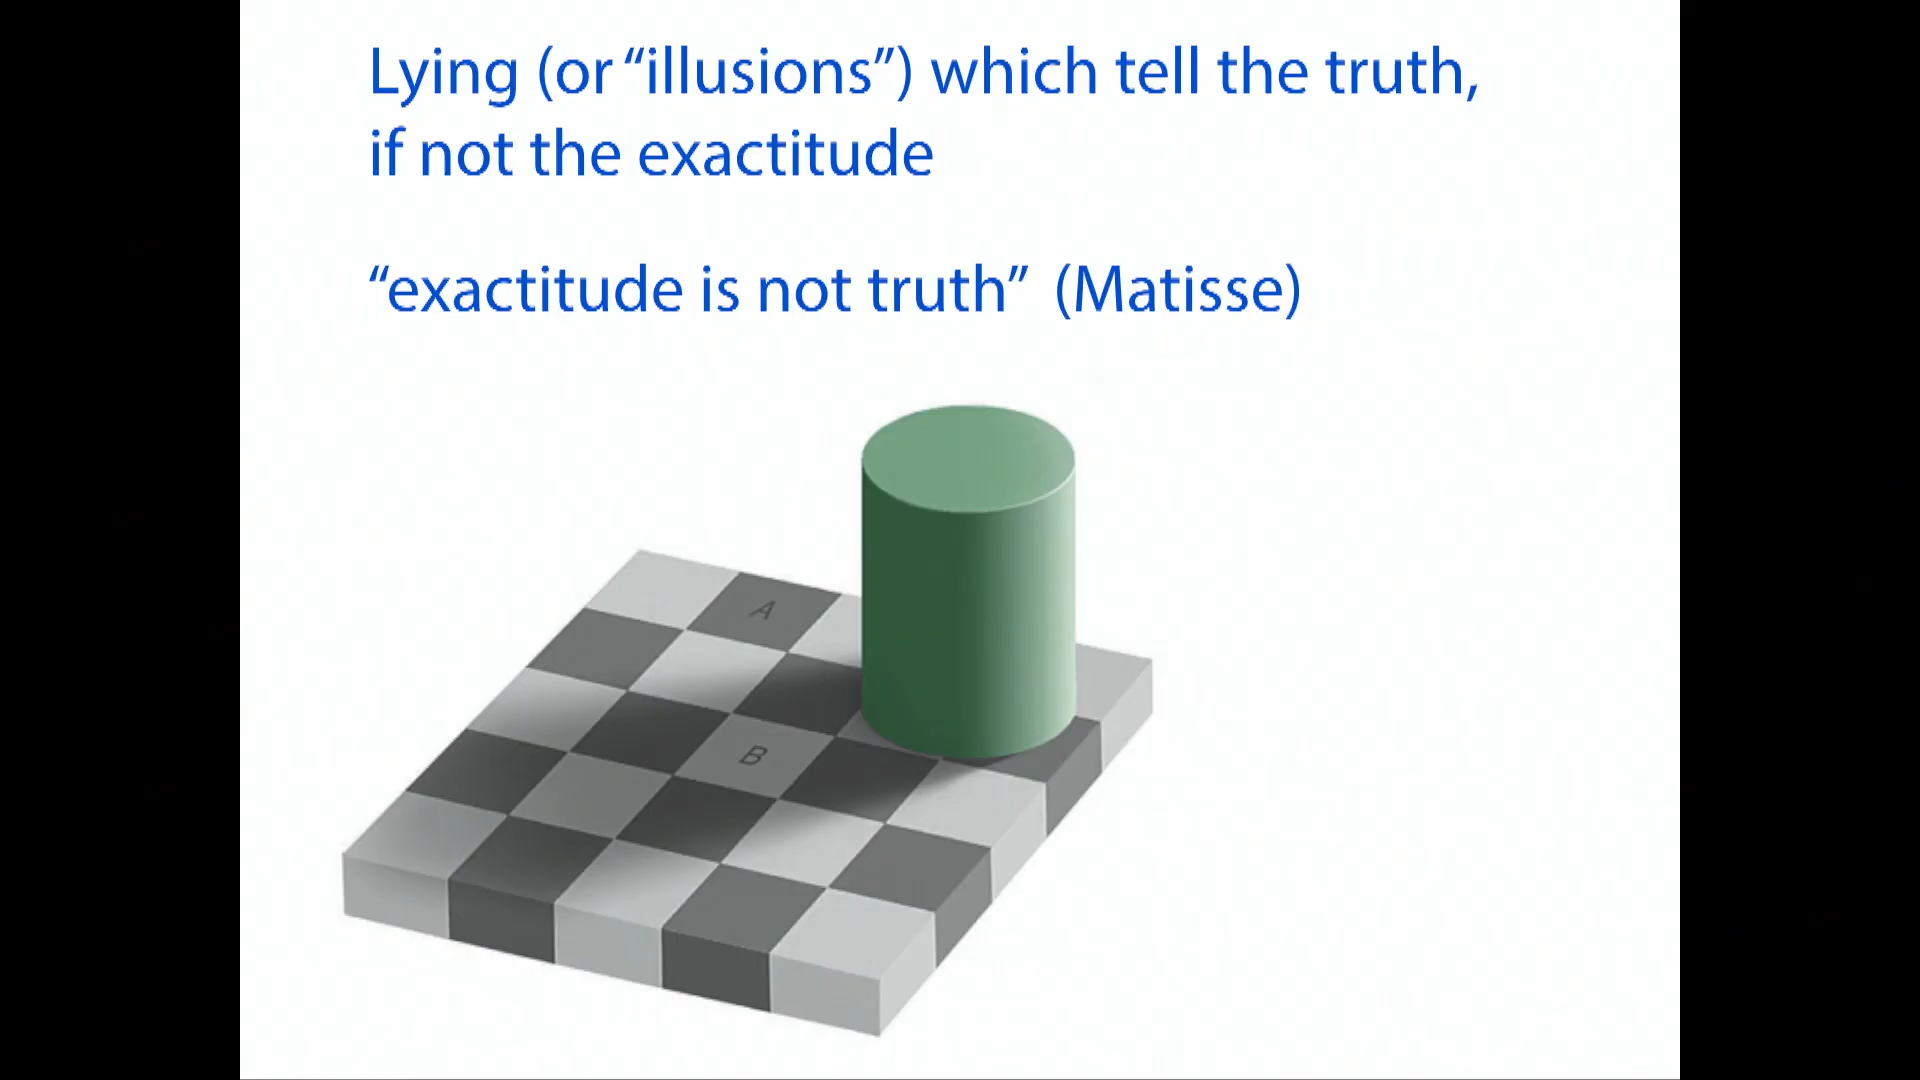 Lying (or “illusions”) which tell the truth,
if not the exactitude
“exactitude is not truth” (Matisse)
A
B